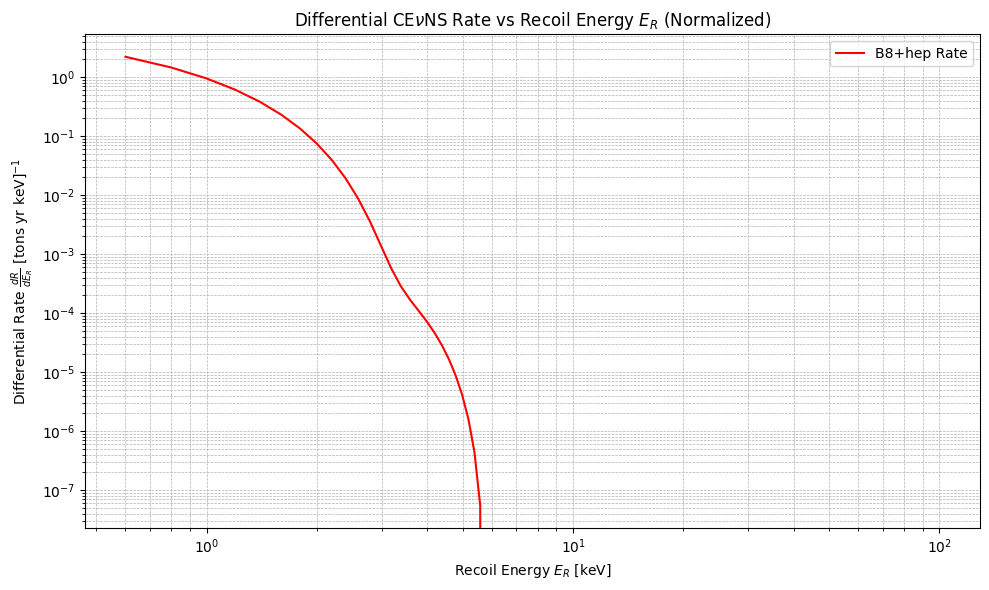 Differential CEνNS Rate vs Recoil Energy $E_R$ (Normalized)
B8+hep Rate
Differential Rate $\frac{dR}{dE_R}$ [tons yr keV]$^{-1}$
$10^0$
$10^{-1}$
$10^{-2}$
$10^{-3}$
$10^{-4}$
$10^{-5}$
$10^{-6}$
$10^{-7}$
$10^0$ $10^1$ $10^2$
Recoil Energy $E_R$ [keV]